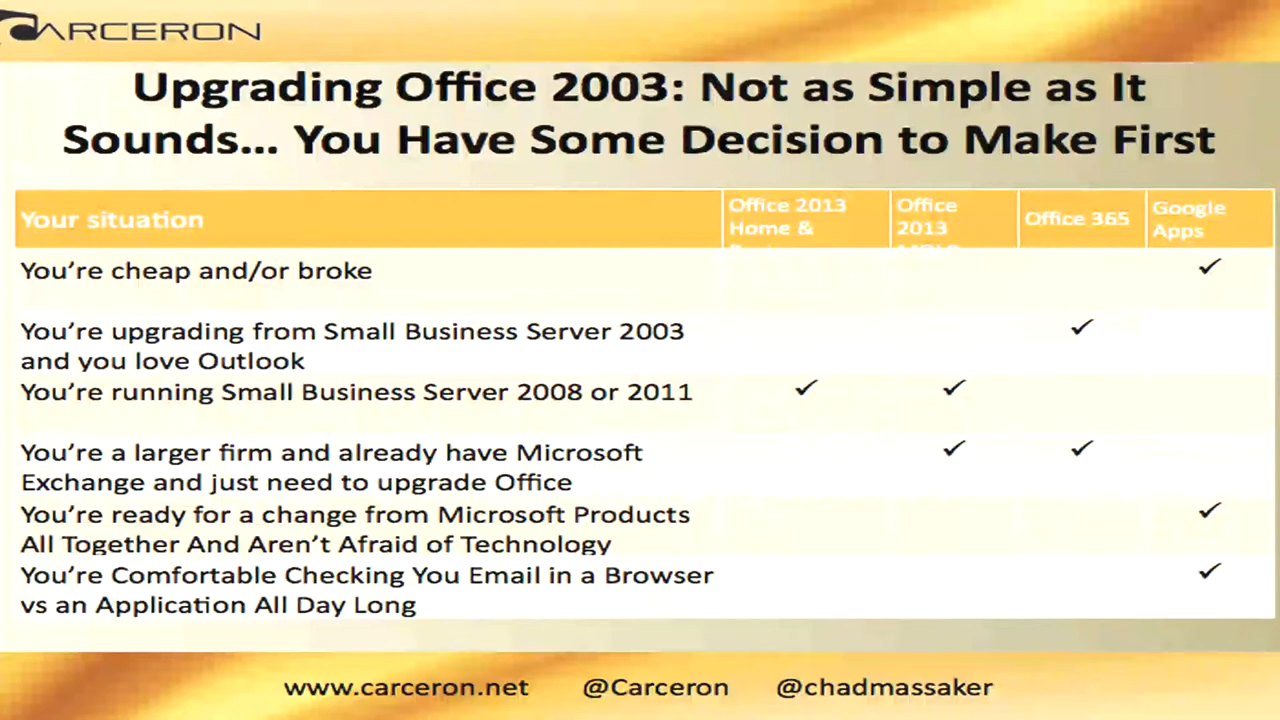 CARCERON
Upgrading Office 2003: Not as Simple as It
Sounds... You Have Some Decision to Make First
Your situation
Office 2013
Home &
Office
2013
Office 365
Google
Apps
You're cheap and/or broke
✓
You're upgrading from Small Business Server 2003
and you love Outlook
✓
You're running Small Business Server 2008 or 2011
✓ ✓
You're a larger firm and already have Microsoft
Exchange and just need to upgrade Office
✓ ✓
You're ready for a change from Microsoft Products
All Together And Aren't Afraid of Technology
✓
You're Comfortable Checking You Email in a Browser
vs an Application All Day Long
✓
www.carceron.net @Carceron @chadmassaker